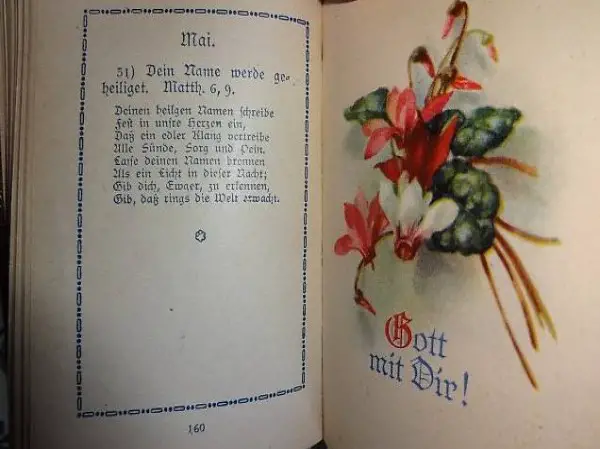 Mai.
31) Dein Name werde ge-
heiliget. Matth. 6, 9.
Deinen heilgen Namen schreibe
Fest in unsre Herzen ein,
Daß ein edler Klang vertreibe
Alle Sünde, Sorg und Pein.
Lasse deinen Namen brennen
Als ein Licht in dieser Nacht;
Gib dich, Ewger, zu erkennen,
Gib, daß rings die Welt erwacht.
160
Gott
mit Dir!